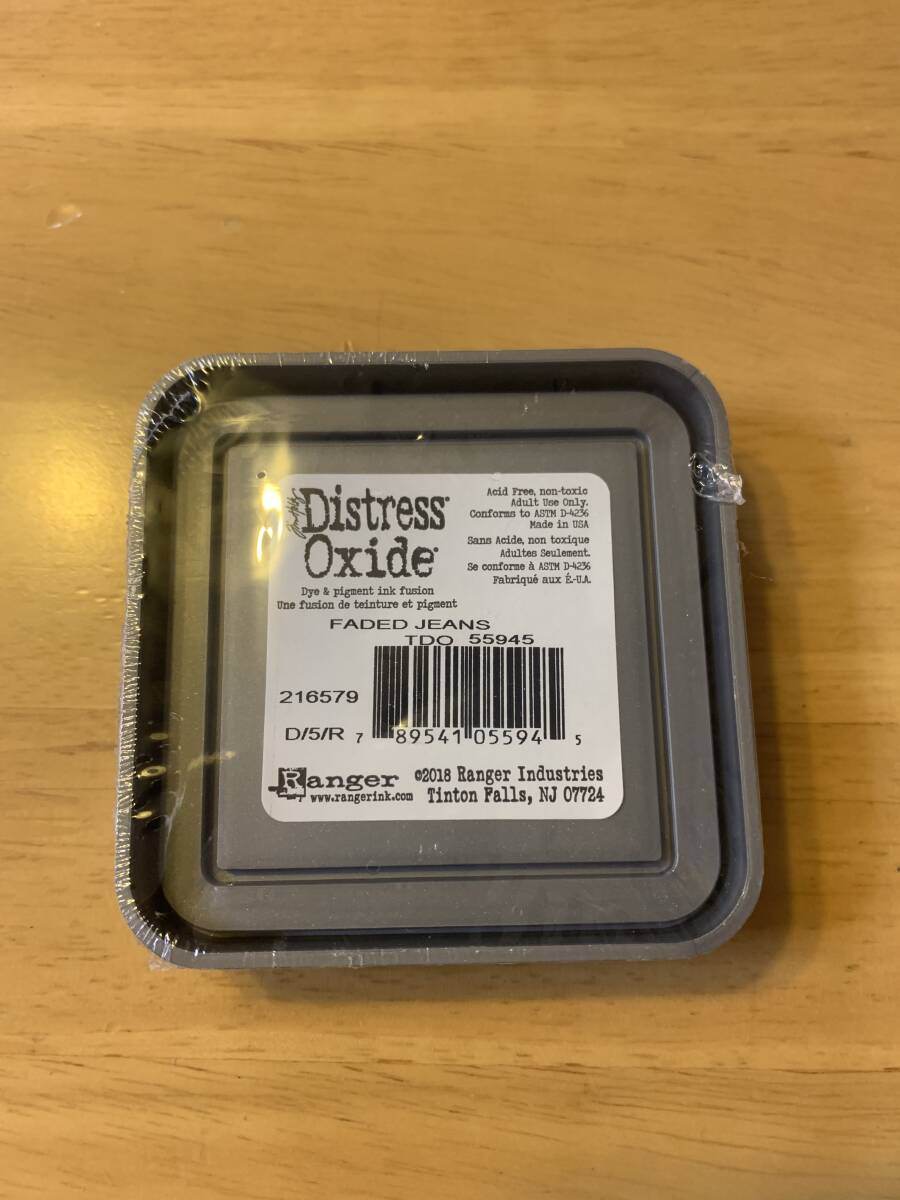 Distress®
Oxide®
Dye & pigment ink fusion
Une fusion de teinture et pigment
Acid Free, non-toxic
Adult Use Only.
Conforms to ASTM D-4236
Made in USA
Sans Acide, non toxique
Adultes Seulement.
Se conforme à ASTM D-4236
Fabriqué aux É-U.A.
FADED JEANS
TDO 55945
216579
D/5/R
7 89541 05594 5
Ranger
www.rangerink.com
©2018 Ranger Industries
Tinton Falls, NJ 07724